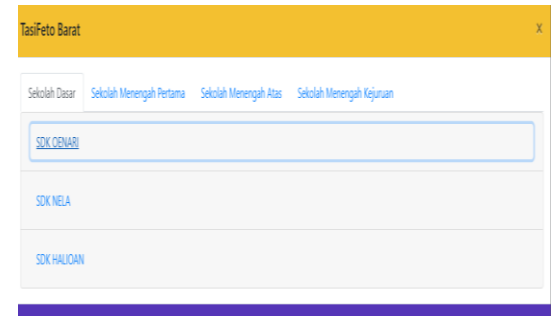 TasiFeto Barat X
Sekolah Dasar Sekolah Menengah Pertama Sekolah Menengah Atas Sekolah Menengah Kejuruan
SDK OENARI
SDK NELA
SDK HALIOAN